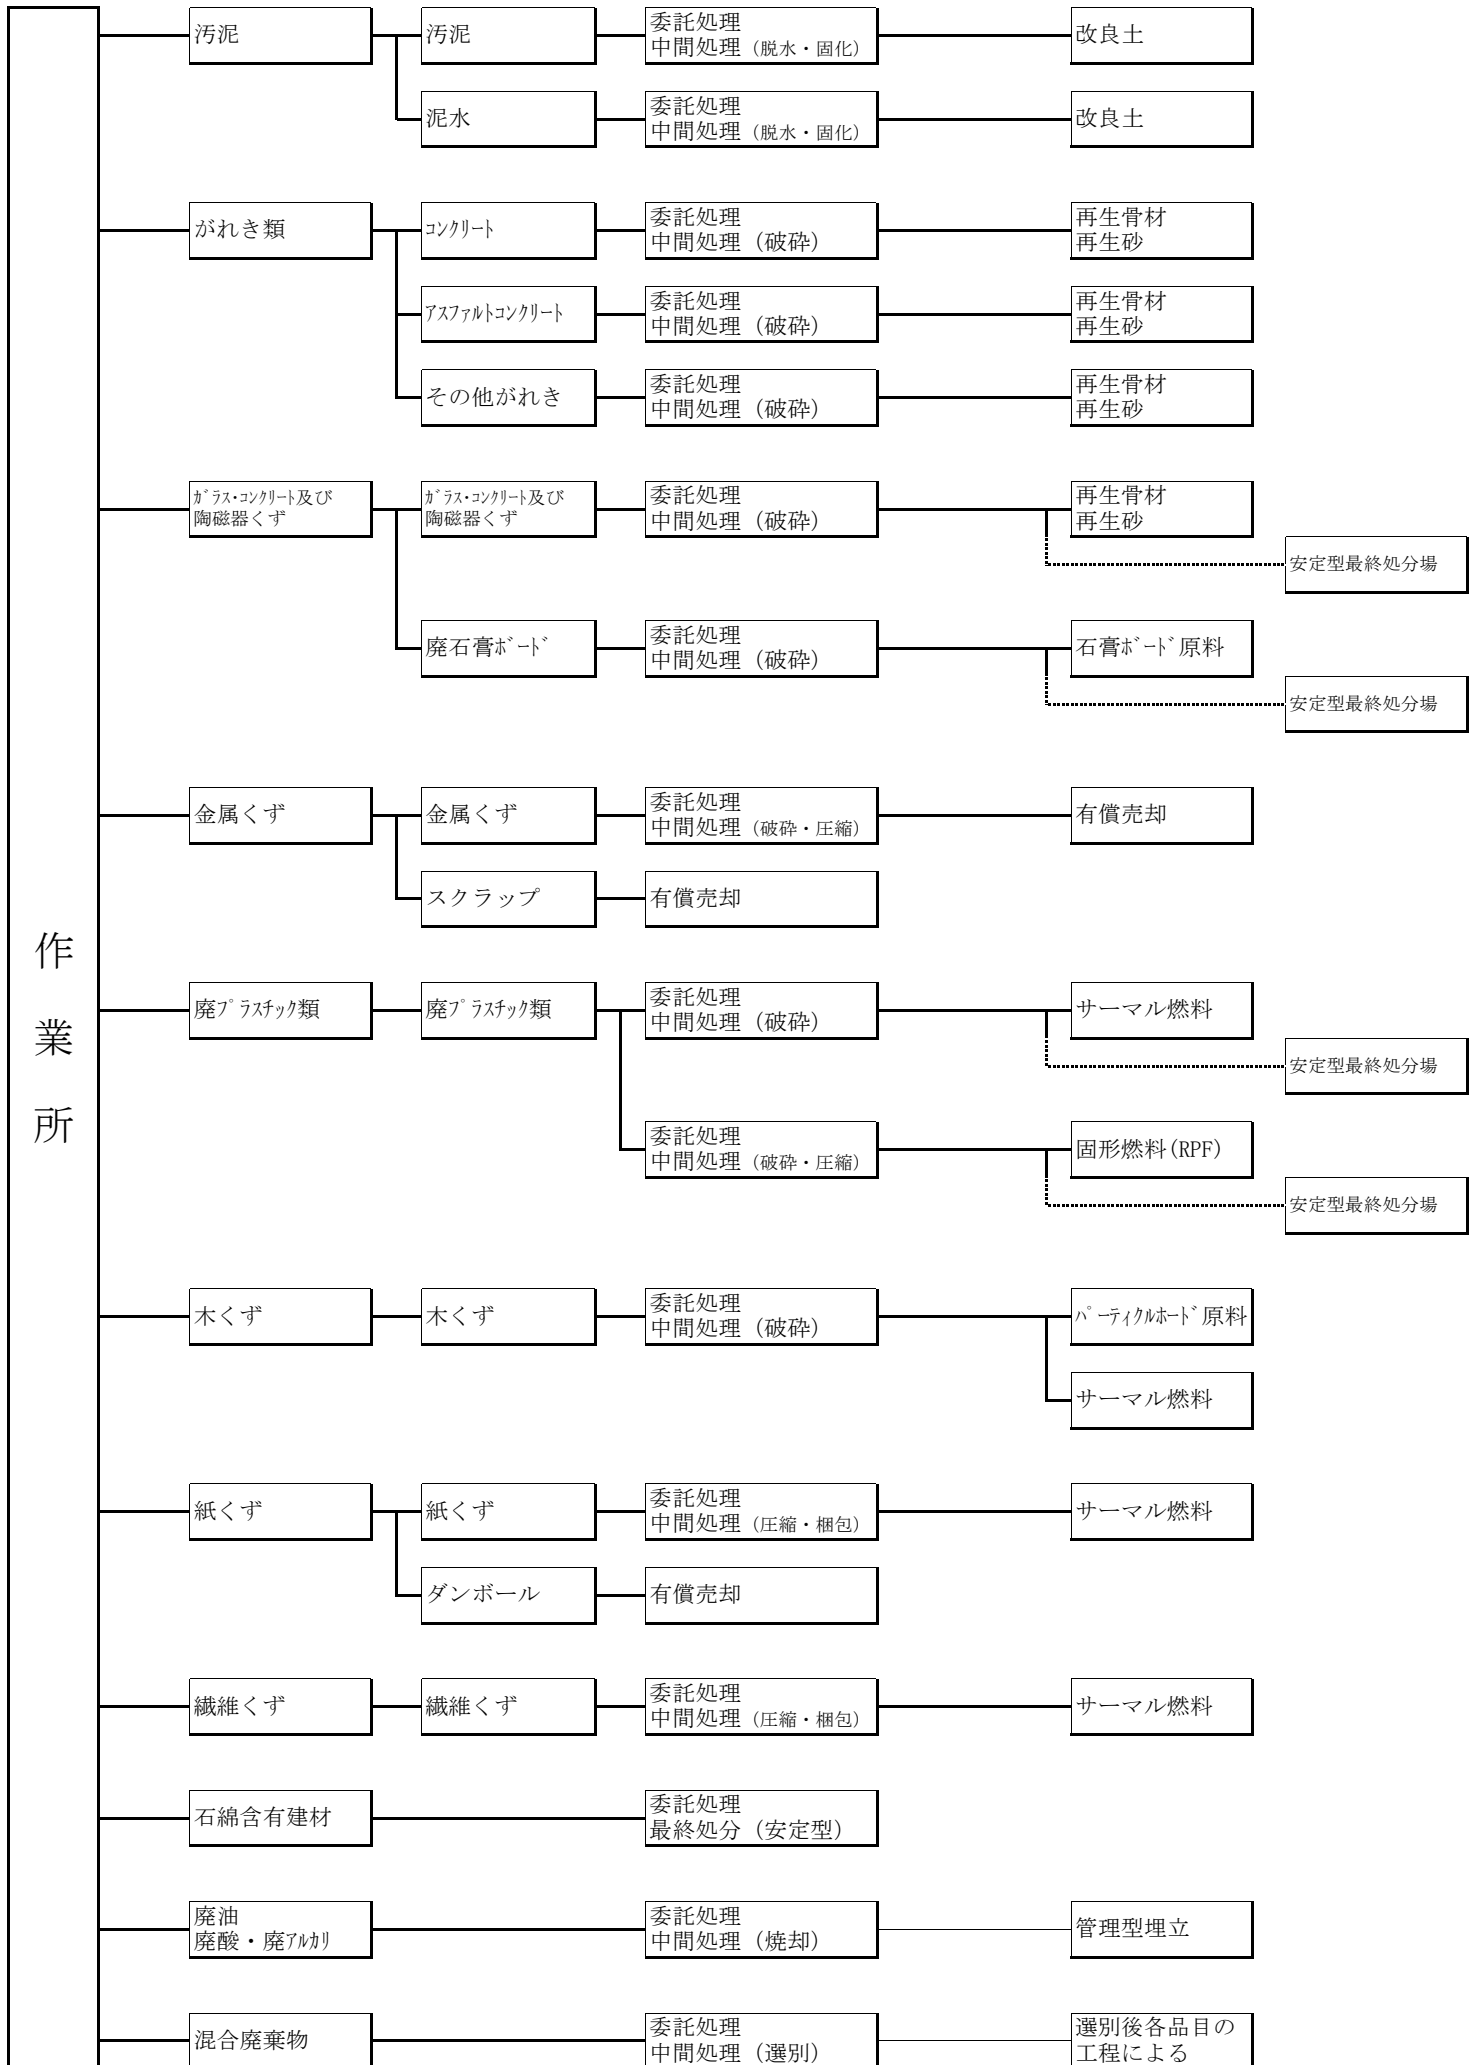 作業所
汚泥
汚泥
委託処理
中間処理（脱水・固化）
改良土
泥水
委託処理
中間処理（脱水・固化）
改良土
がれき類
ｺﾝｸﾘｰﾄ
委託処理
中間処理（破砕）
再生骨材
再生砂
ｱｽﾌｧﾙﾄｺﾝｸﾘｰﾄ
委託処理
中間処理（破砕）
再生骨材
再生砂
その他がれき
委託処理
中間処理（破砕）
再生骨材
再生砂
ｶﾞﾗｽ・ｺﾝｸﾘｰﾄ及び
陶磁器くず
ｶﾞﾗｽ・ｺﾝｸﾘｰﾄ及び
陶磁器くず
委託処理
中間処理（破砕）
再生骨材
再生砂
安定型最終処分場
廃石膏ﾎﾞｰﾄﾞ
委託処理
中間処理（破砕）
石膏ﾎﾞｰﾄﾞ原料
安定型最終処分場
金属くず
金属くず
委託処理
中間処理（破砕・圧縮）
有償売却
スクラップ
有償売却
廃ﾌﾟﾗｽﾁｯｸ類
廃ﾌﾟﾗｽﾁｯｸ類
委託処理
中間処理（破砕）
サーマル燃料
安定型最終処分場
委託処理
中間処理（破砕・圧縮）
固形燃料(RPF)
安定型最終処分場
木くず
木くず
委託処理
中間処理（破砕）
ﾊﾟｰﾃｨｸﾙﾎｰﾄﾞ原料
サーマル燃料
紙くず
紙くず
委託処理
中間処理（圧縮・梱包）
サーマル燃料
ダンボール
有償売却
繊維くず
繊維くず
委託処理
中間処理（圧縮・梱包）
サーマル燃料
石綿含有建材
委託処理
最終処分（安定型）
廃油
廃酸・廃ｱﾙｶﾘ
委託処理
中間処理（焼却）
管理型埋立
混合廃棄物
委託処理
中間処理（選別）
選別後各品目の
工程による